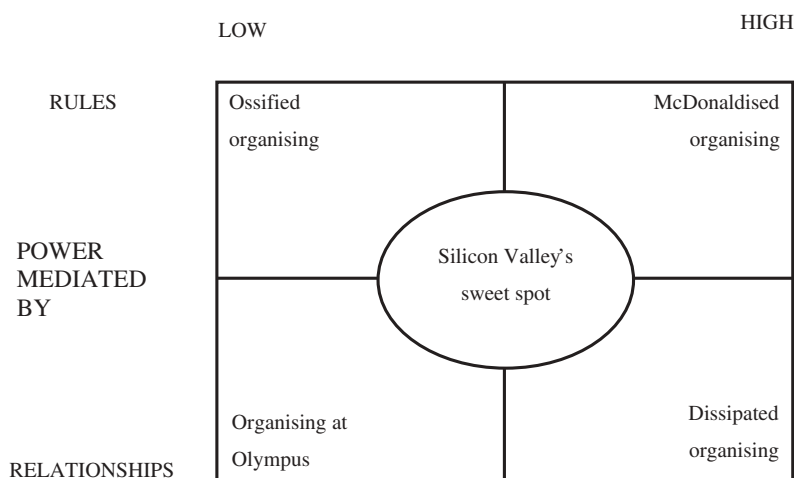 LOW
HIGH
RULES
Ossified
organising
McDonaldised
organising
POWER
MEDIATED
BY
Silicon Valley's
sweet spot
Organising at
Olympus
Dissipated
organising
RELATIONSHIPS